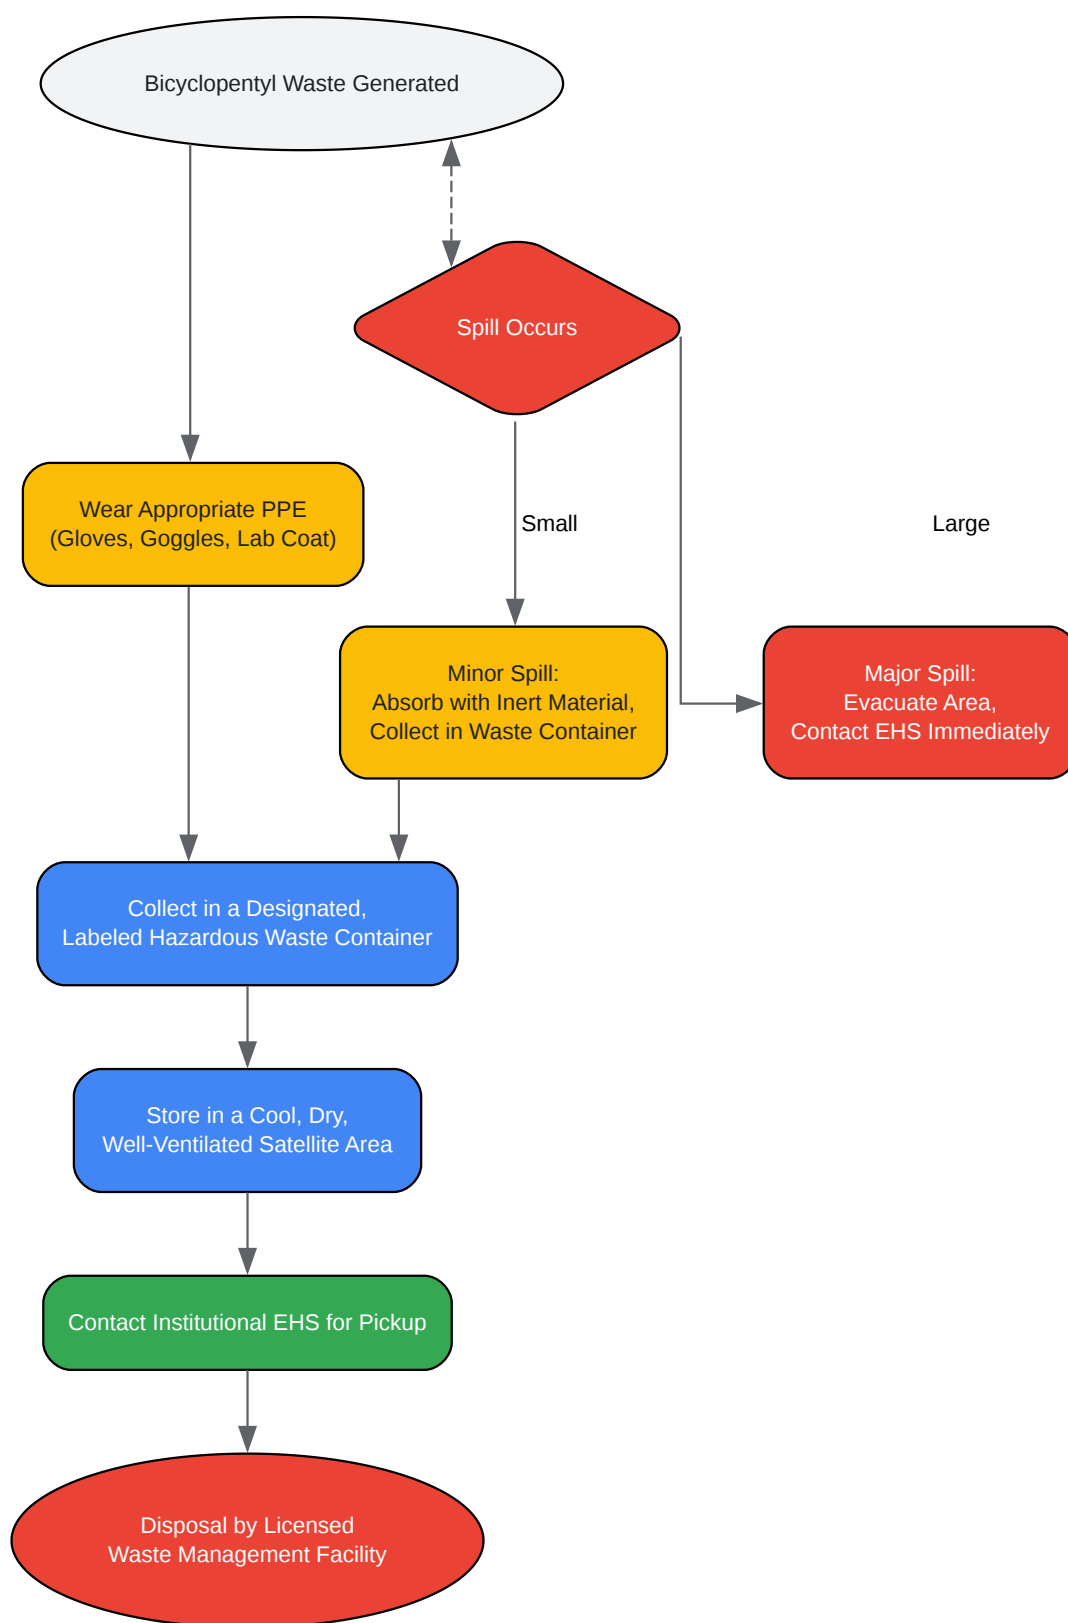 Bicyclopentyl Waste Generated
Spill Occurs
Wear Appropriate PPE
(Gloves, Goggles, Lab Coat)
Small
Large
Minor Spill:
Absorb with Inert Material,
Collect in Waste Container
Major Spill:
Evacuate Area,
Contact EHS Immediately
Collect in a Designated,
Labeled Hazardous Waste Container
Store in a Cool, Dry,
Well-Ventilated Satellite Area
Contact Institutional EHS for Pickup
Disposal by Licensed
Waste Management Facility